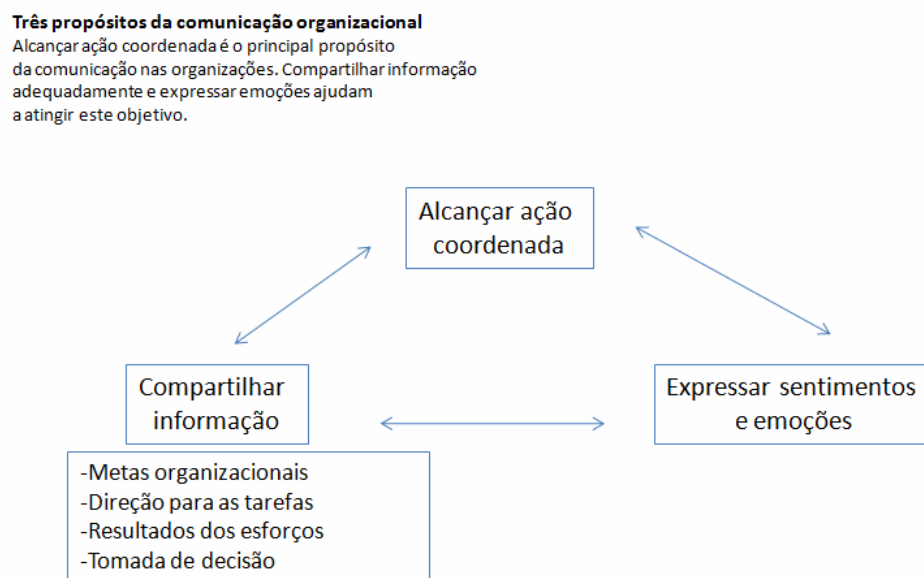 Três propósitos da comunicação organizacional
Alcançar ação coordenada é o principal propósito
da comunicação nas organizações. Compartilhar informação
adequadamente e expressar emoções ajudam
a atingir este objetivo.
Alcançar ação
coordenada
Compartilhar
informação
Expressar sentimentos
e emoções
-Metas organizacionais
-Direção para as tarefas
-Resultados dos esforços
-Tomada de decisão